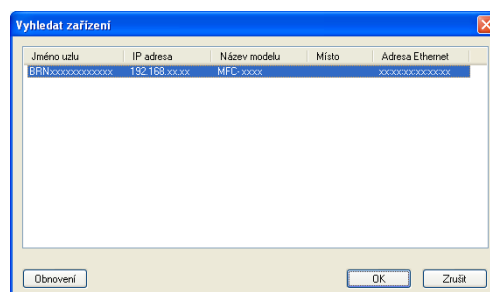 Vyhledat zařízení
Jméno uzlu IP adresa Název modelu Místo Adresa Ethernet
BRNxxxxxxxxxxxx 192.168.xx.xx MFC-xxxx xx:xx:xx:xx:xx:xx
Obnovení OK Zrušit